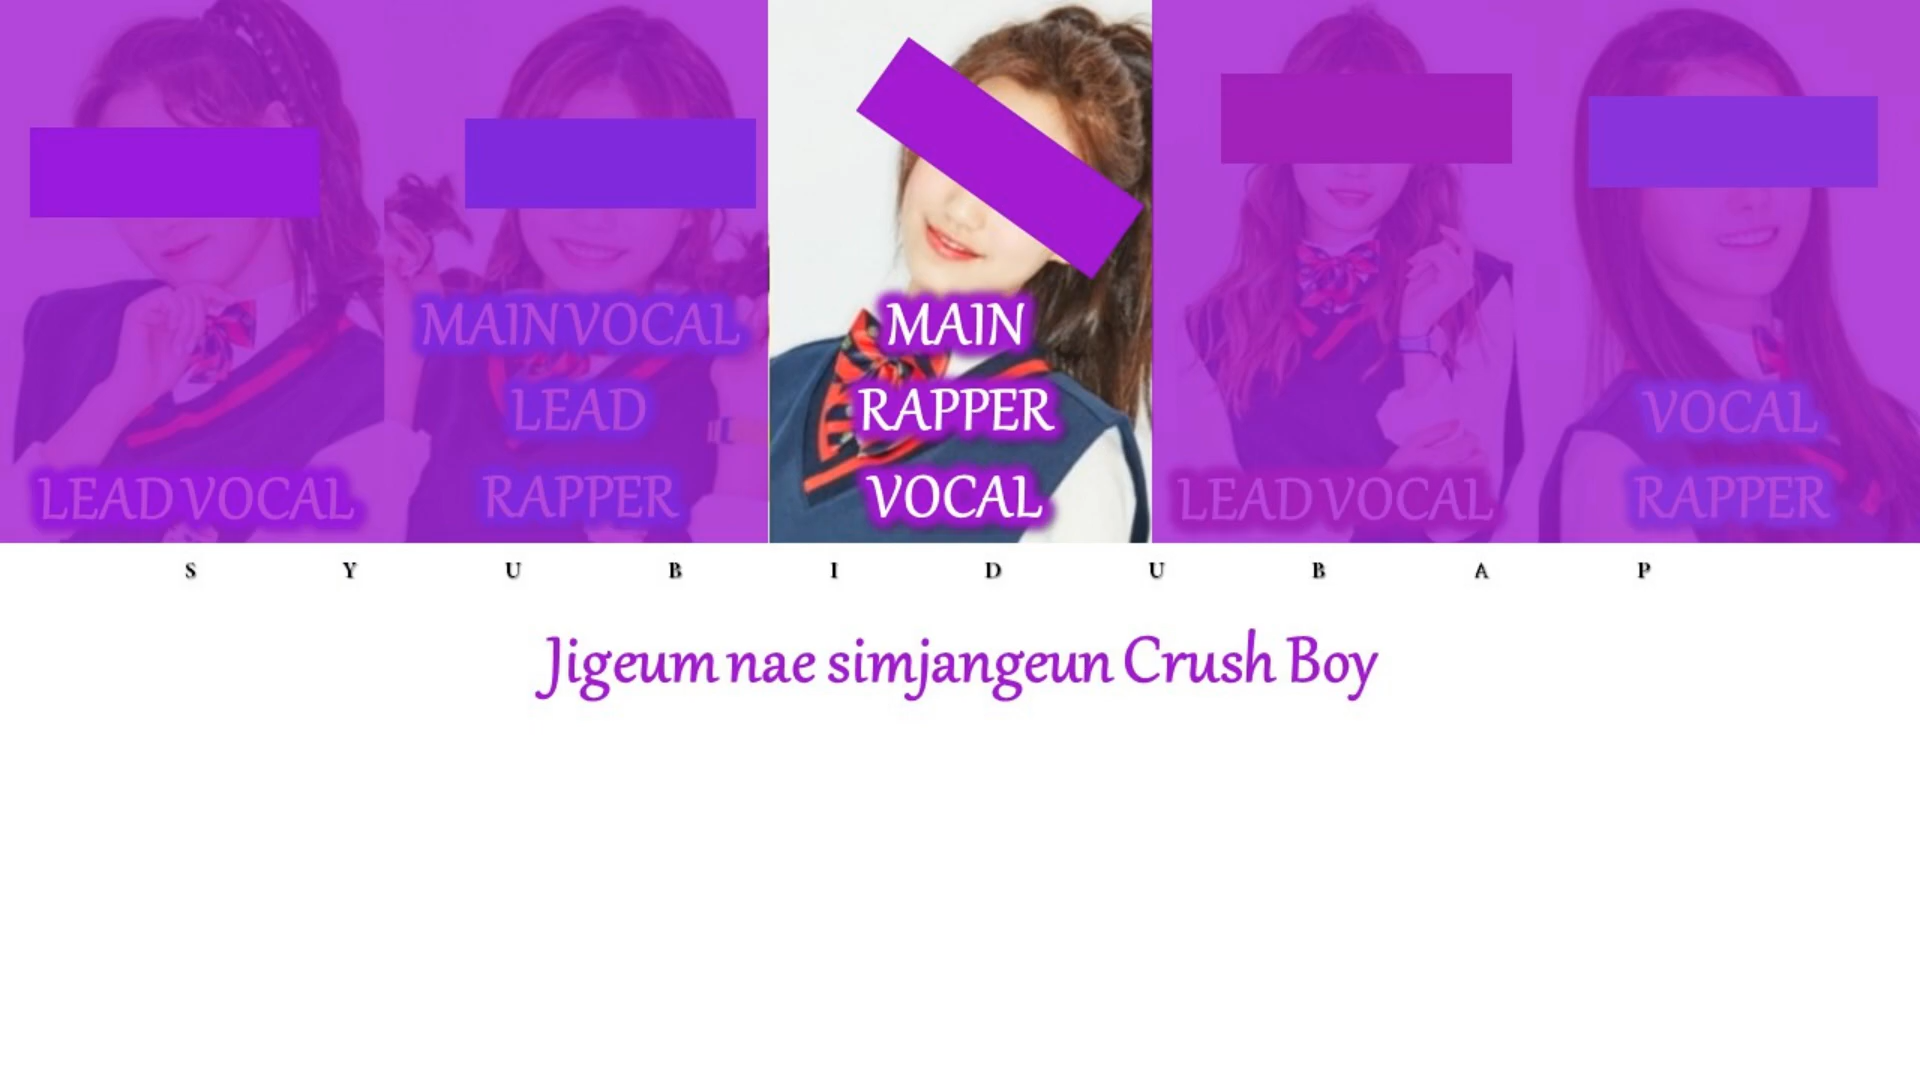 LEAD VOCAL
MAIN VOCAL
LEAD
RAPPER
MAIN
RAPPER
VOCAL
LEAD VOCAL
VOCAL
RAPPER
S Y U B I D U B A P
Jigeum nae simjangeun Crush Boy